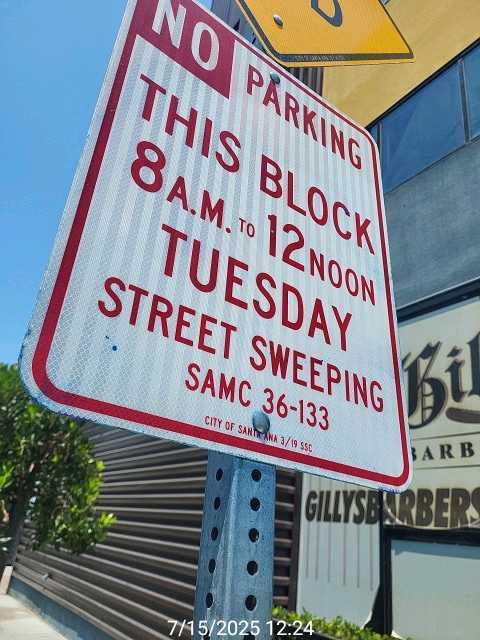 NO PARKING
THIS BLOCK
8 A.M. TO 12 NOON
TUESDAY
STREET SWEEPING
SAMC 36-133
CITY OF SANTA ANA 3/19 SSC
BARB
GILLYSBARBERS
7/15/2025 12:24